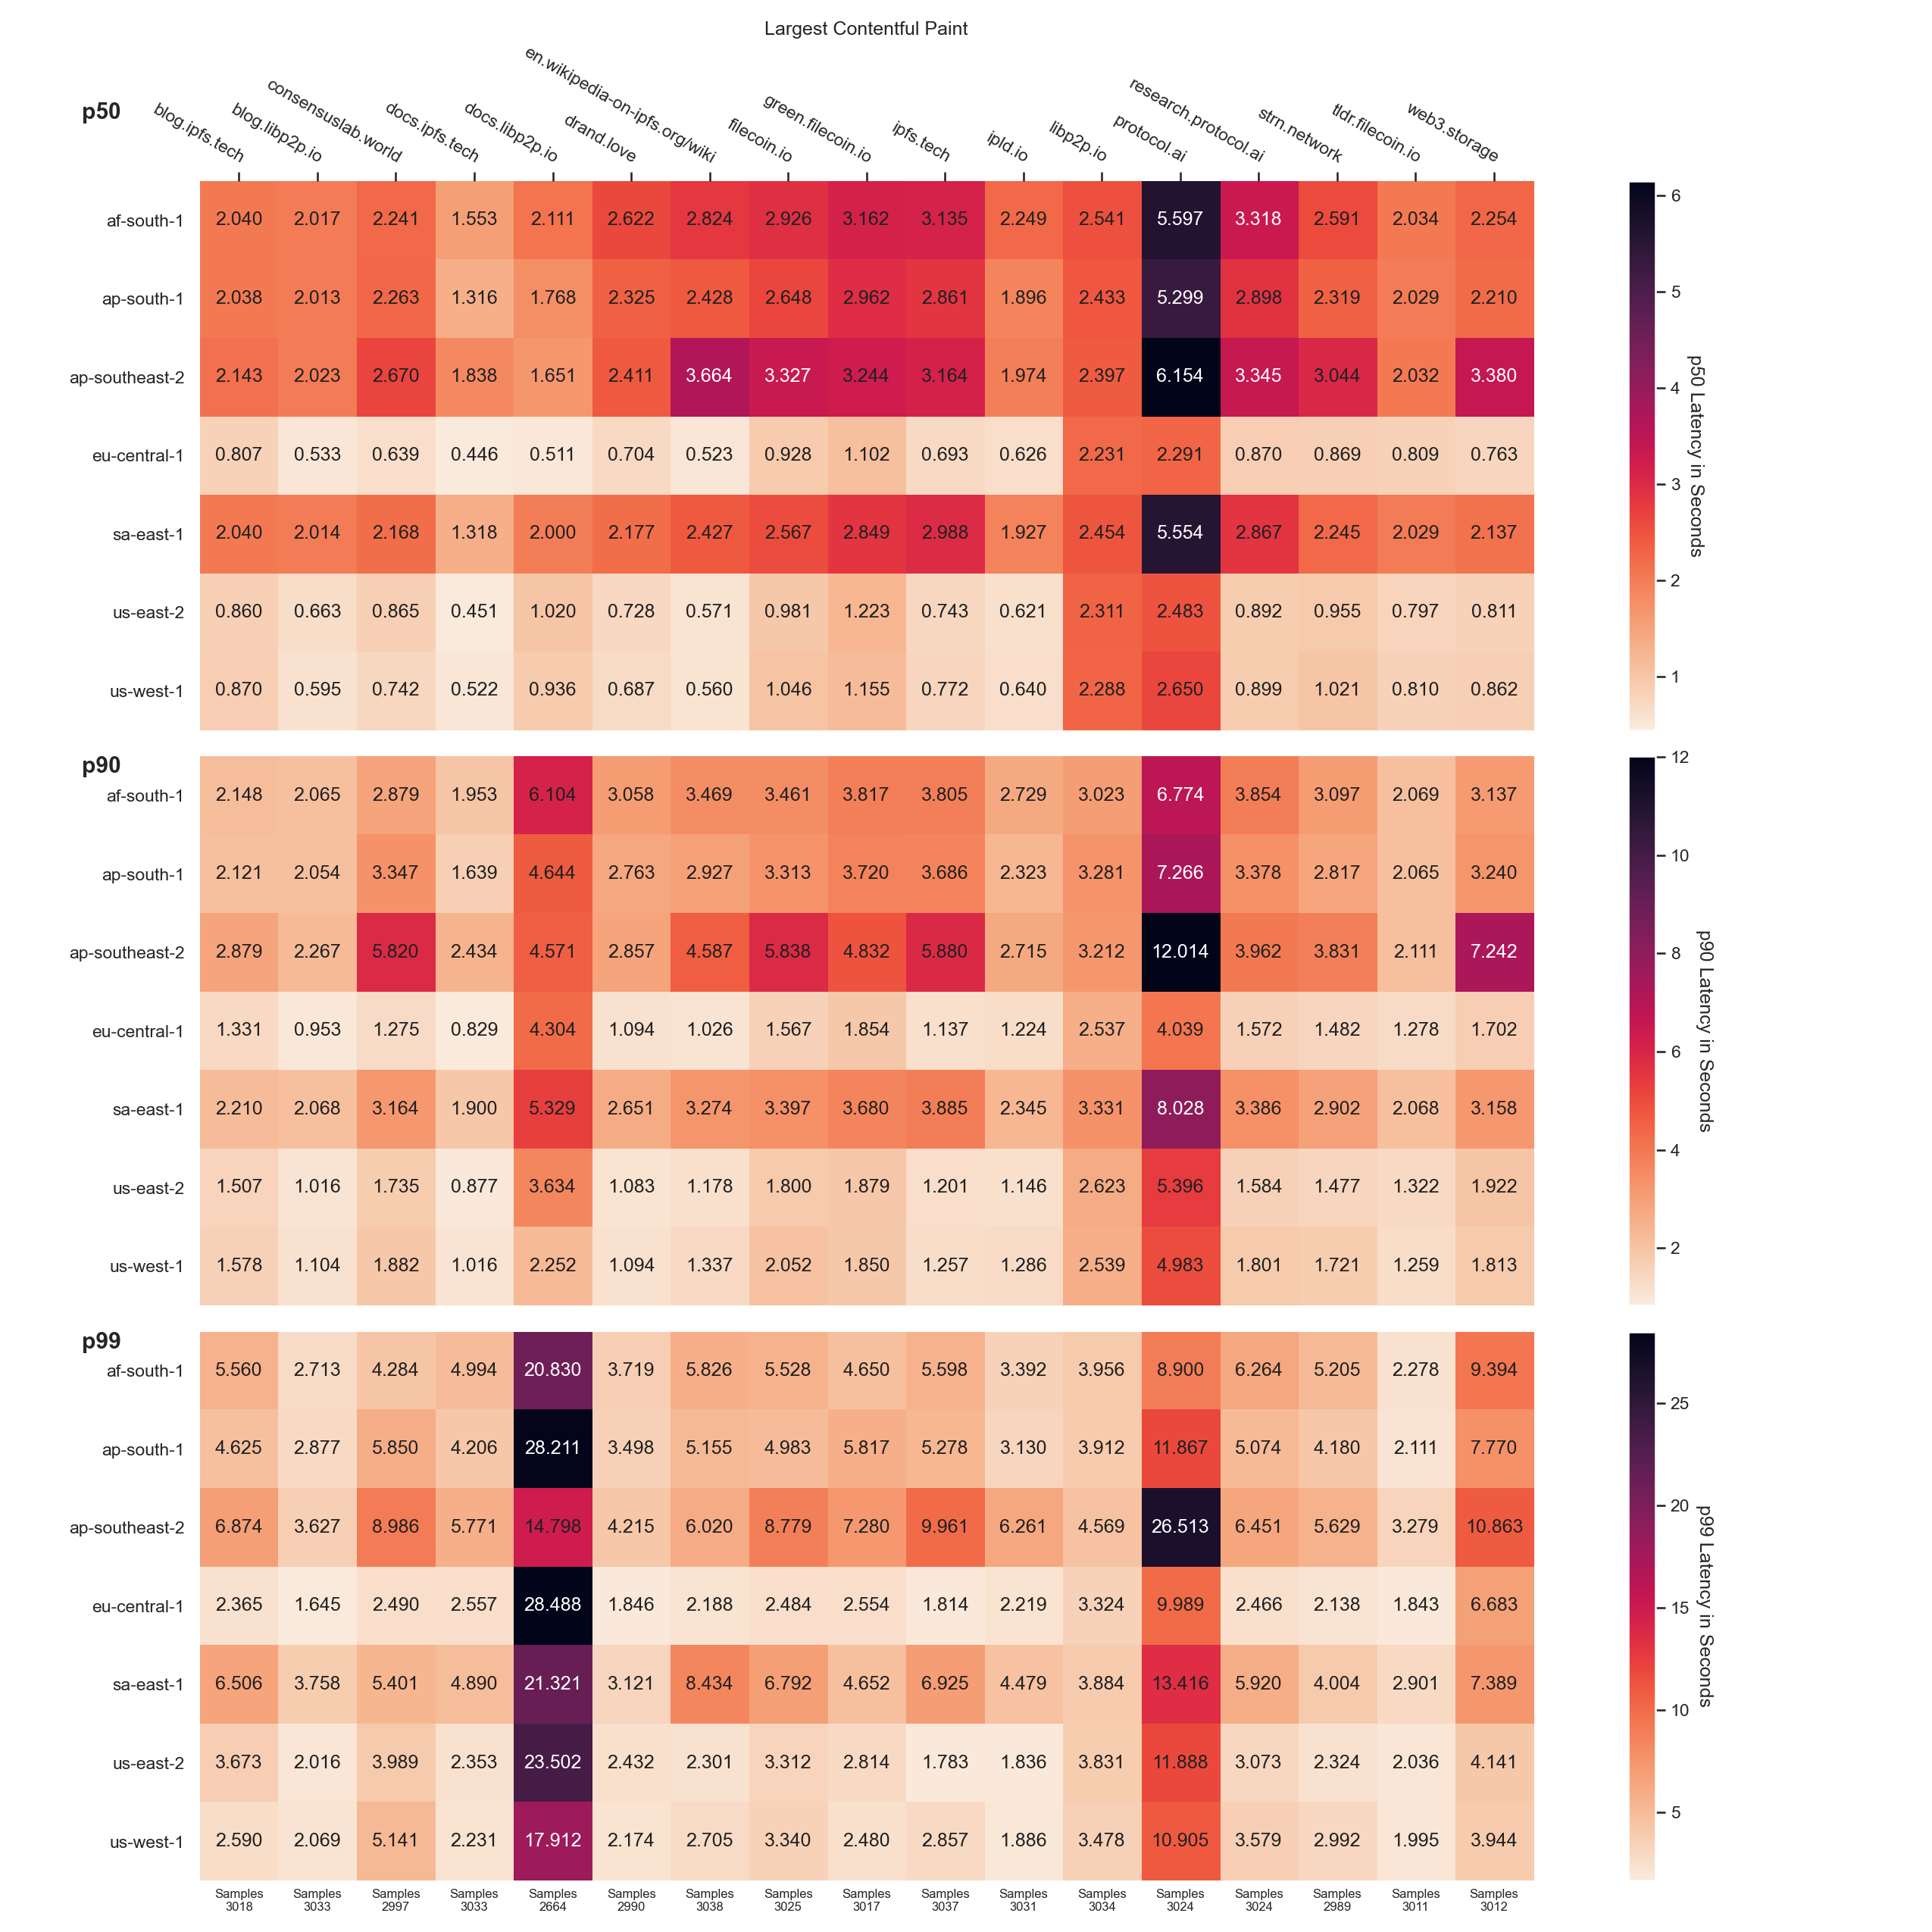 Largest Contentful Paint
p50
blog.ipfs.tech
blog.libp2p.io
consensuslab.world
docs.ipfs.tech
docs.libp2p.io
drand.love
en.wikipedia-on-ipfs.org/wiki
filecoin.io
green.filecoin.io
ipfs.tech
ipld.io
libp2p.io
protocol.ai
research.protocol.ai
strn.network
tldr.filecoin.io
web3.storage
af-south-1 2.040 2.017 2.241 1.553 2.111 2.622 2.824 2.926 3.162 3.135 2.249 2.541 5.597 3.318 2.591 2.034 2.254
ap-south-1 2.038 2.013 2.263 1.316 1.768 2.325 2.428 2.648 2.962 2.861 1.896 2.433 5.299 2.898 2.319 2.029 2.210
ap-southeast-2 2.143 2.023 2.670 1.838 1.651 2.411 3.664 3.327 3.244 3.164 1.974 2.397 6.154 3.345 3.044 2.032 3.380
eu-central-1 0.807 0.533 0.639 0.446 0.511 0.704 0.523 0.928 1.102 0.693 0.626 2.231 2.291 0.870 0.869 0.809 0.763
sa-east-1 2.040 2.014 2.168 1.318 2.000 2.177 2.427 2.567 2.849 2.988 1.927 2.454 5.554 2.867 2.245 2.029 2.137
us-east-2 0.860 0.663 0.865 0.451 1.020 0.728 0.571 0.981 1.223 0.743 0.621 2.311 2.483 0.892 0.955 0.797 0.811
us-west-1 0.870 0.595 0.742 0.522 0.936 0.687 0.560 1.046 1.155 0.772 0.640 2.288 2.650 0.899 1.021 0.810 0.862
6
5
4
3
2
1
p50 Latency in Seconds
p90
af-south-1 2.148 2.065 2.879 1.953 6.104 3.058 3.469 3.461 3.817 3.805 2.729 3.023 6.774 3.854 3.097 2.069 3.137
ap-south-1 2.121 2.054 3.347 1.639 4.644 2.763 2.927 3.313 3.720 3.686 2.323 3.281 7.266 3.378 2.817 2.065 3.240
ap-southeast-2 2.879 2.267 5.820 2.434 4.571 2.857 4.587 5.838 4.832 5.880 2.715 3.212 12.014 3.962 3.831 2.111 7.242
eu-central-1 1.331 0.953 1.275 0.829 4.304 1.094 1.026 1.567 1.854 1.137 1.224 2.537 4.039 1.572 1.482 1.278 1.702
sa-east-1 2.210 2.068 3.164 1.900 5.329 2.651 3.274 3.397 3.680 3.885 2.345 3.331 8.028 3.386 2.902 2.068 3.158
us-east-2 1.507 1.016 1.735 0.877 3.634 1.083 1.178 1.800 1.879 1.201 1.146 2.623 5.396 1.584 1.477 1.322 1.922
us-west-1 1.578 1.104 1.882 1.016 2.252 1.094 1.337 2.052 1.850 1.257 1.286 2.539 4.983 1.801 1.721 1.259 1.813
12
10
8
6
4
2
p90 Latency in Seconds
p99
af-south-1 5.560 2.713 4.284 4.994 20.830 3.719 5.826 5.528 4.650 5.598 3.392 3.956 8.900 6.264 5.205 2.278 9.394
ap-south-1 4.625 2.877 5.850 4.206 28.211 3.498 5.155 4.983 5.817 5.278 3.130 3.912 11.867 5.074 4.180 2.111 7.770
ap-southeast-2 6.874 3.627 8.986 5.771 14.798 4.215 6.020 8.779 7.280 9.961 6.261 4.569 26.513 6.451 5.629 3.279 10.863
eu-central-1 2.365 1.645 2.490 2.557 28.488 1.846 2.188 2.484 2.554 1.814 2.219 3.324 9.989 2.466 2.138 1.843 6.683
sa-east-1 6.506 3.758 5.401 4.890 21.321 3.121 8.434 6.792 4.652 6.925 4.479 3.884 13.416 5.920 4.004 2.901 7.389
us-east-2 3.673 2.016 3.989 2.353 23.502 2.432 2.301 3.312 2.814 1.783 1.836 3.831 11.888 3.073 2.324 2.036 4.141
us-west-1 2.590 2.069 5.141 2.231 17.912 2.174 2.705 3.340 2.480 2.857 1.886 3.478 10.905 3.579 2.992 1.995 3.944
25
20
15
10
5
p99 Latency in Seconds
Samples Samples Samples Samples Samples Samples Samples Samples Samples Samples Samples Samples Samples Samples Samples Samples Samples
3018 3033 2997 3033 2664 2990 3038 3025 3017 3037 3031 3034 3024 3024 2989 3011 3012